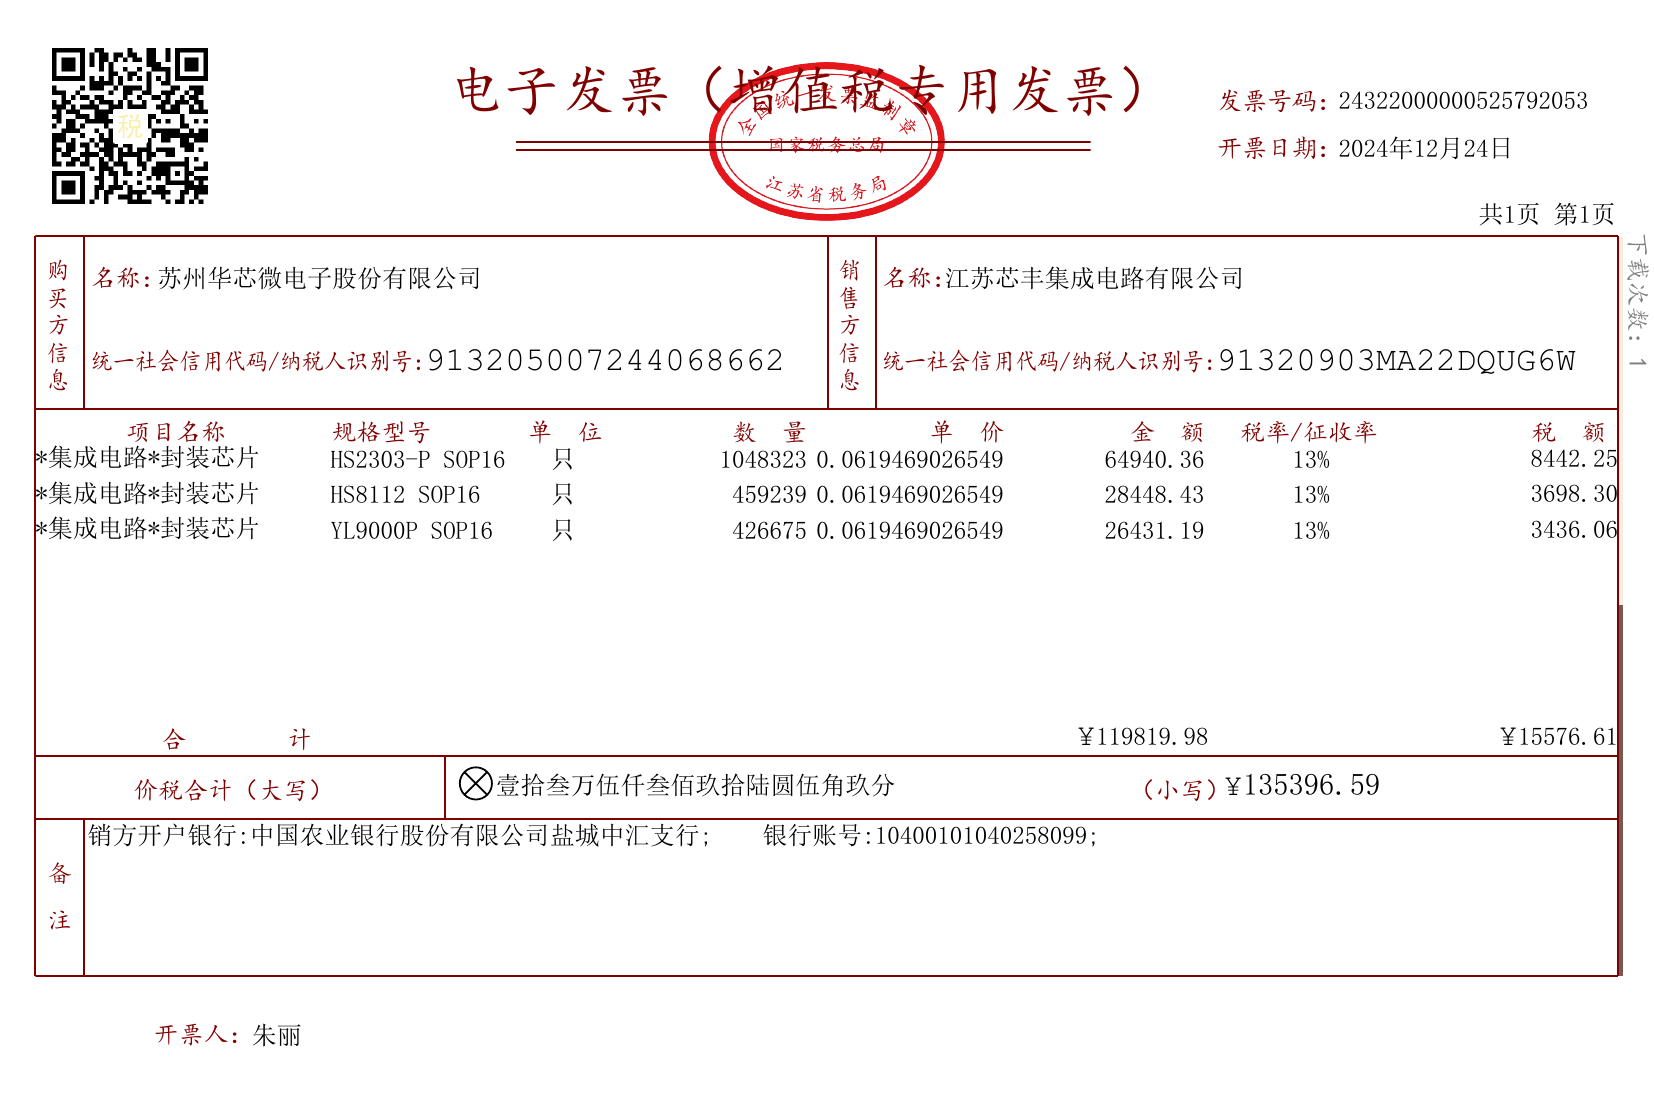 电子发票（增值税专用发票）
全国统一发票监制章
国家税务总局
江苏省税务局
税
发票号码：24322000000525792053
开票日期：2024年12月24日
共1页 第1页
下载次数：1
购买方信息
名称：苏州华芯微电子股份有限公司
统一社会信用代码/纳税人识别号：913205007244068662
销售方信息
名称：江苏芯丰集成电路有限公司
统一社会信用代码/纳税人识别号：91320903MA22DQUG6W
项目名称 规格型号 单 位 数 量 单 价 金 额 税率/征收率 税 额
*集成电路*封装芯片 HS2303-P SOP16 只 1048323 0.0619469026549 64940.36 13% 8442.25
*集成电路*封装芯片 HS8112 SOP16 只 459239 0.0619469026549 28448.43 13% 3698.30
*集成电路*封装芯片 YL9000P SOP16 只 426675 0.0619469026549 26431.19 13% 3436.06
合 计 ¥119819.98 ¥15576.61
价税合计（大写） 壹拾叁万伍仟叁佰玖拾陆圆伍角玖分 （小写）¥135396.59
备注
销方开户银行:中国农业银行股份有限公司盐城中汇支行; 银行账号:10400101040258099;
开票人：朱丽